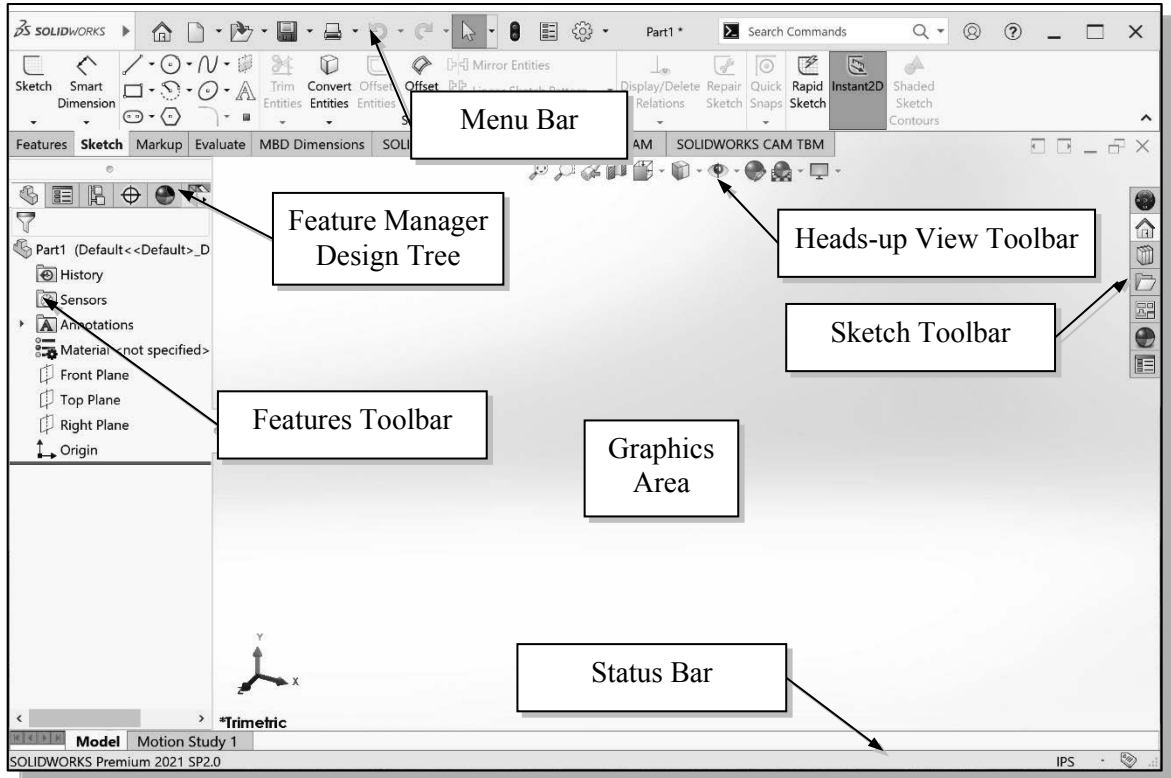 SOLIDWORKS
Part1 *
Search Commands
Sketch
Smart Dimension
Trim Entities
Convert Entities
Offset Entities
Offset
Mirror Entities
Display/Delete Relations
Repair Sketch
Quick Snaps
Rapid Sketch
Instant2D
Shaded Sketch Contours
Menu Bar
Features Sketch Markup Evaluate MBD Dimensions SOLI AM SOLIDWORKS CAM TBM
Feature Manager
Design Tree
Heads-up View Toolbar
Part1 (Default<<Default>_D
History
Sensors
Annotations
Material <not specified>
Front Plane
Top Plane
Right Plane
Origin
Sketch Toolbar
Features Toolbar
Graphics
Area
Y
X
Z
*Trimetric
Status Bar
Model Motion Study 1
SOLIDWORKS Premium 2021 SP2.0
IPS